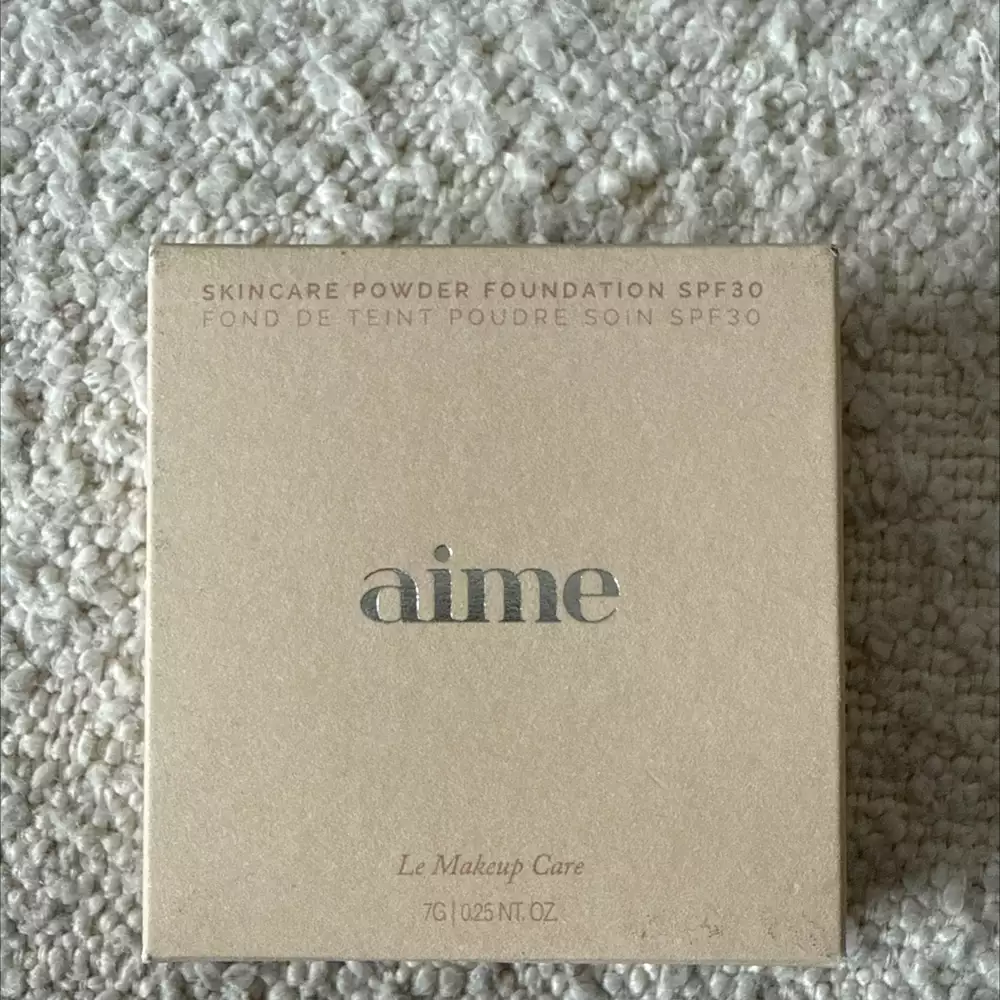 SKINCARE POWDER FOUNDATION SPF30
FOND DE TEINT POUDRE SOIN SPF30
aime
Le Makeup Care
7G | 0.25 NT. OZ.